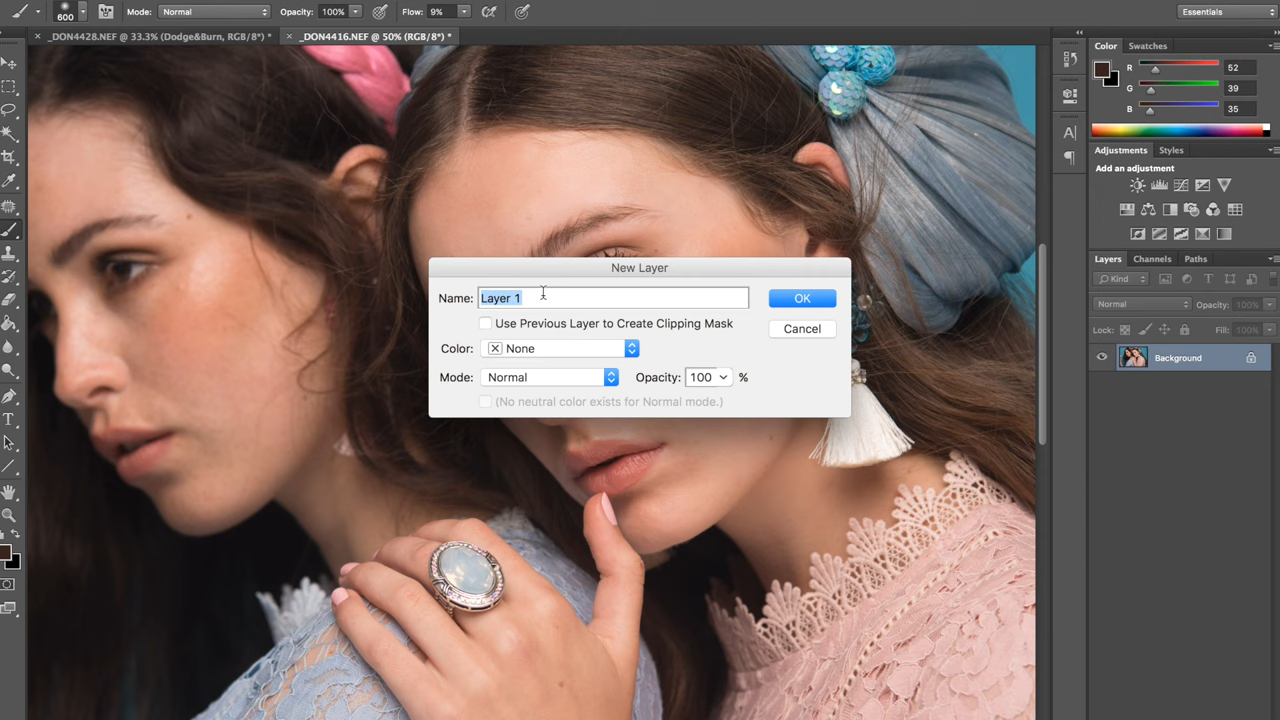 600 Mode: Normal Opacity: 100% Flow: 9% Essentials
× _DON4428.NEF @ 33.3% (Dodge&Burn, RGB/8*) * × _DON4416.NEF @ 50% (RGB/8*) *
Color Swatches
R 52
G 39
B 35
Adjustments Styles
Add an adjustment
Layers Channels Paths
Kind
Normal Opacity: 100%
Lock: Fill: 100%
Background
New Layer
Name: Layer 1 OK
Use Previous Layer to Create Clipping Mask Cancel
Color: None
Mode: Normal Opacity: 100 %
(No neutral color exists for Normal mode.)